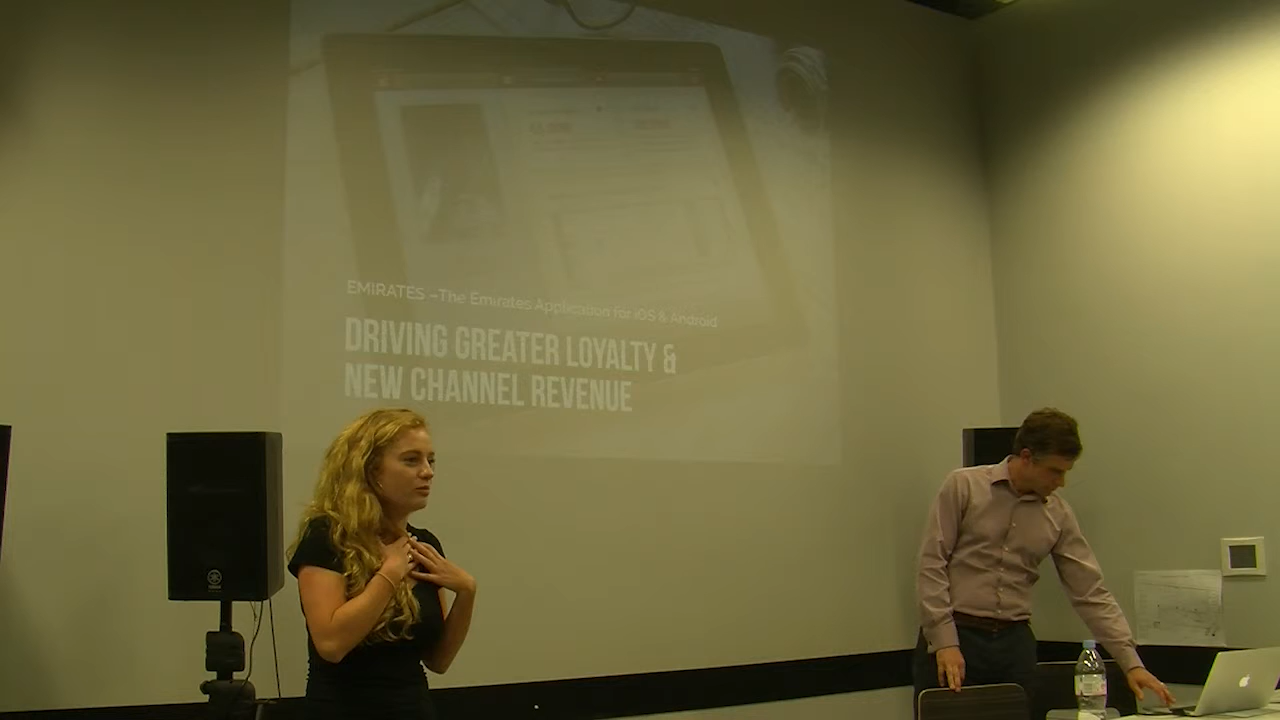 EMIRATES –The Emirates Application for iOS & Android
DRIVING GREATER LOYALTY &
NEW CHANNEL REVENUE